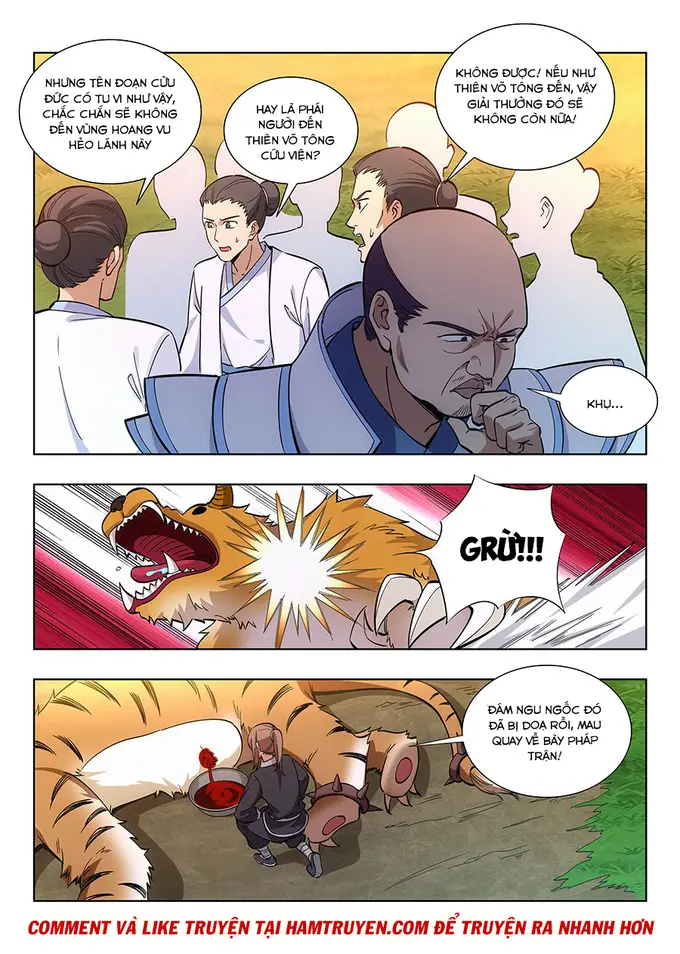 NHƯNG TÊN ĐOẠN CỬU
ĐỨC CÓ TU VI NHƯ VẬY,
CHẮC CHẮN SẼ KHÔNG
ĐẾN VÙNG HOANG VU
HẺO LÁNH NÀY
HAY LÀ PHÁI
NGƯỜI ĐẾN
THIÊN VÕ TÔNG
CỨU VIỆN?
KHÔNG ĐƯỢC! NẾU NHƯ
THIÊN VÕ TÔNG ĐẾN, VẬY
GIẢI THƯỞNG ĐÓ SẼ
KHÔNG CÒN NỮA!
KHỤ...
GRỪ!!!
ĐÁM NGU NGỐC ĐÓ
ĐÃ BỊ DOẠ RỒI, MAU
QUAY VỀ BÀY PHÁP
TRẬN!
COMMENT VÀ LIKE TRUYỆN TẠI HAMTRUYEN.COM ĐỂ TRUYỆN RA NHANH HƠN